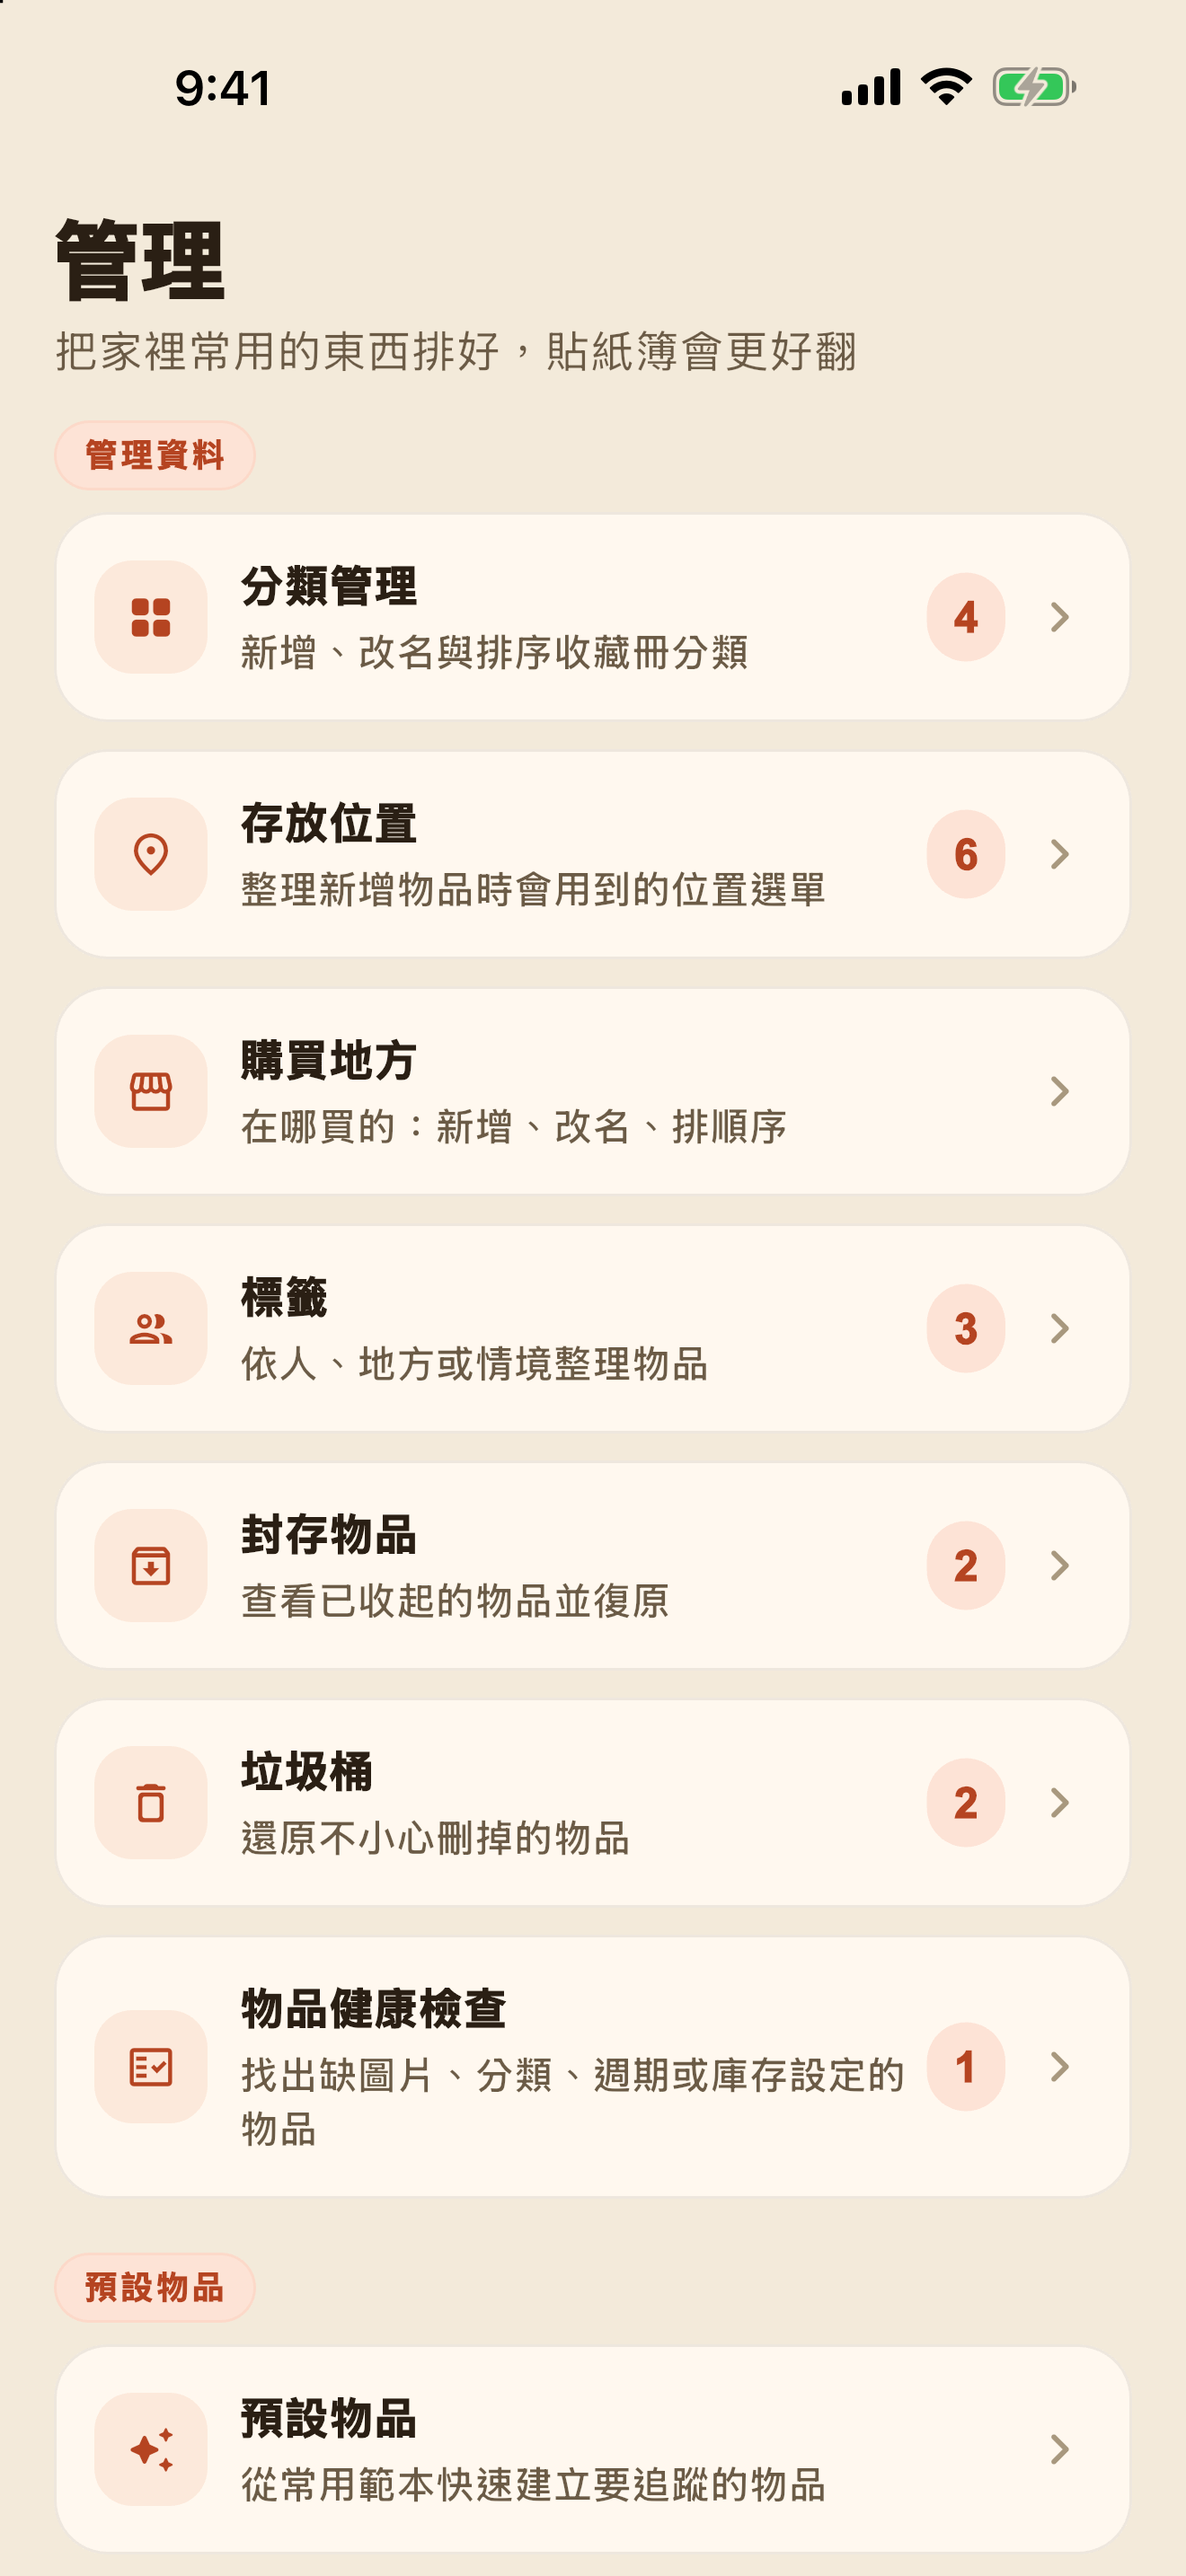 9:41
管理
把家裡常用的東西排好，貼紙簿會更好翻
管理資料
分類管理
新增、改名與排序收藏冊分類
4
存放位置
整理新增物品時會用到的位置選單
6
購買地方
在哪買的：新增、改名、排順序
標籤
依人、地方或情境整理物品
3
封存物品
查看已收起的物品並復原
2
垃圾桶
還原不小心刪掉的物品
2
物品健康檢查
找出缺圖片、分類、週期或庫存設定的
物品
1
預設物品
預設物品
從常用範本快速建立要追蹤的物品